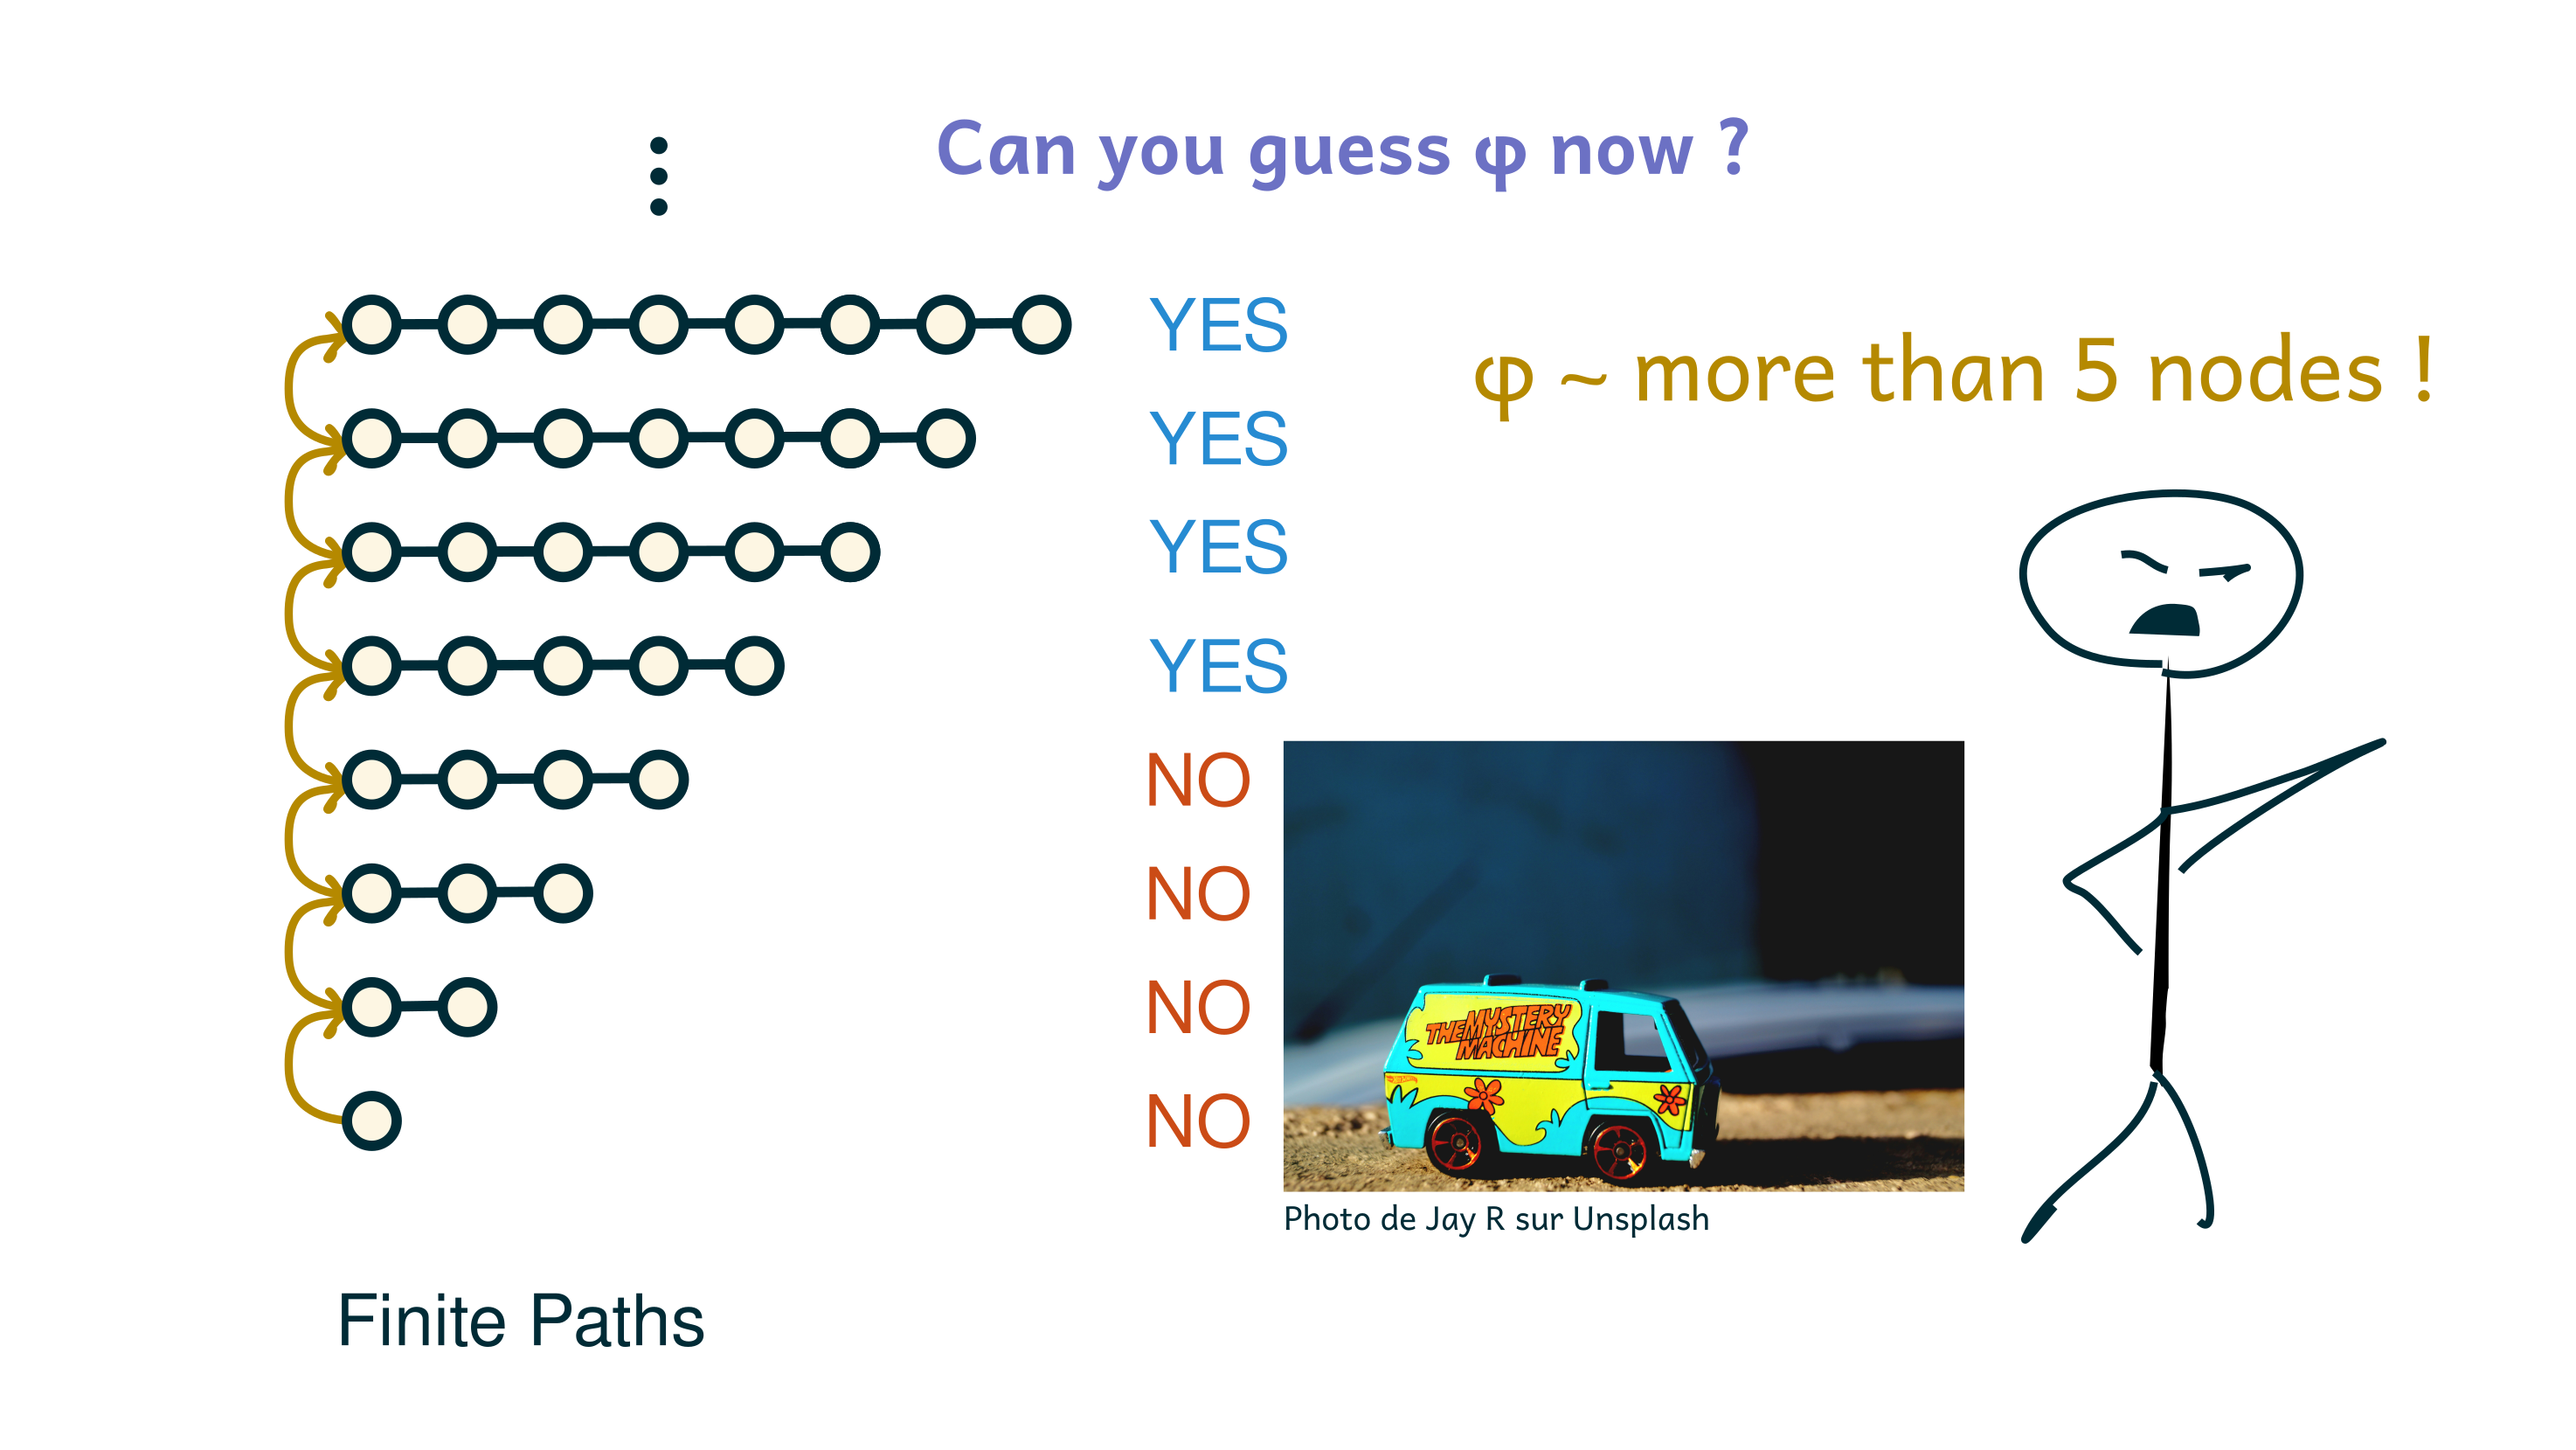 Can you guess φ now ?
YES
φ ~ more than 5 nodes !
YES
YES
YES
NO
NO
NO
NO
THE MYSTERY
MACHINE
Photo de Jay R sur Unsplash
Finite Paths